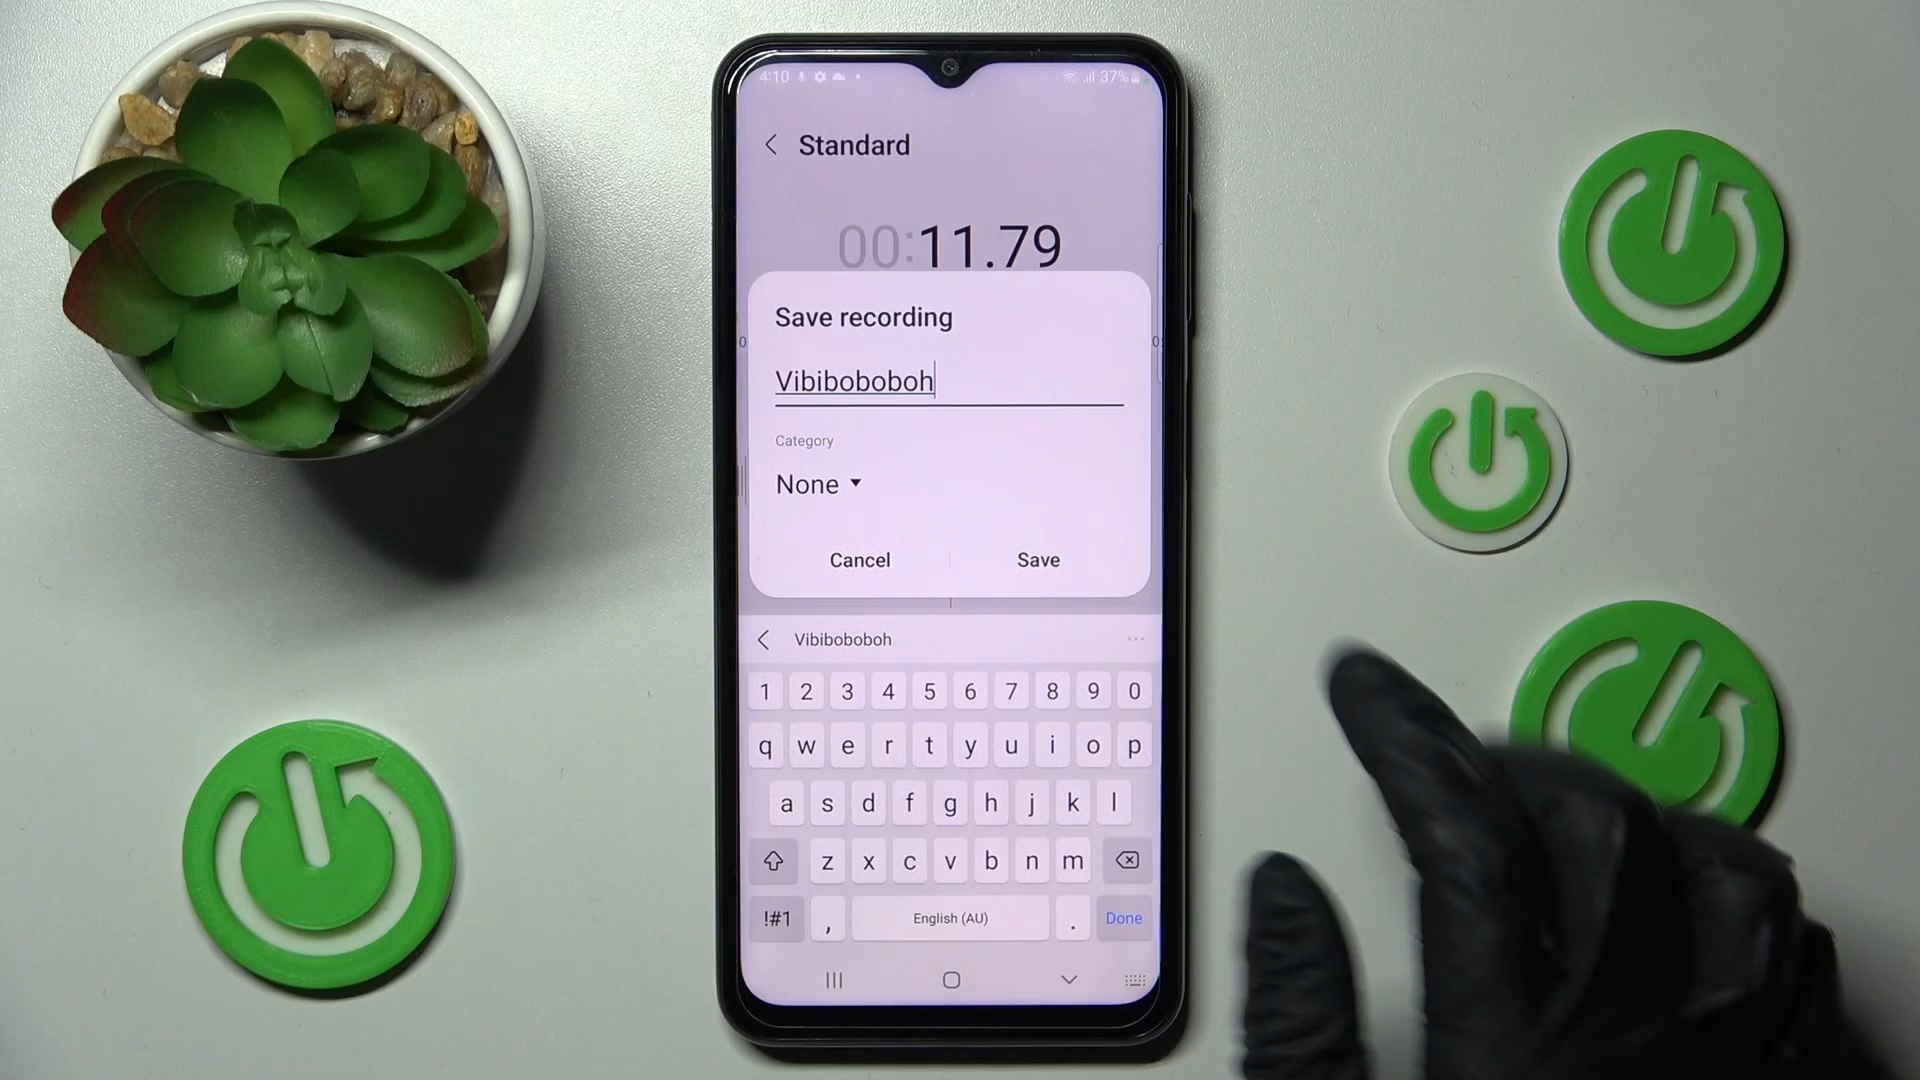 4:10 37%
Standard
00:11.79
Save recording
Vibiboboboh
Category
None
Cancel Save
Vibiboboboh
1 2 3 4 5 6 7 8 9 0
q w e r t y u i o p
a s d f g h j k l
z x c v b n m
!#1 , English (AU) . Done